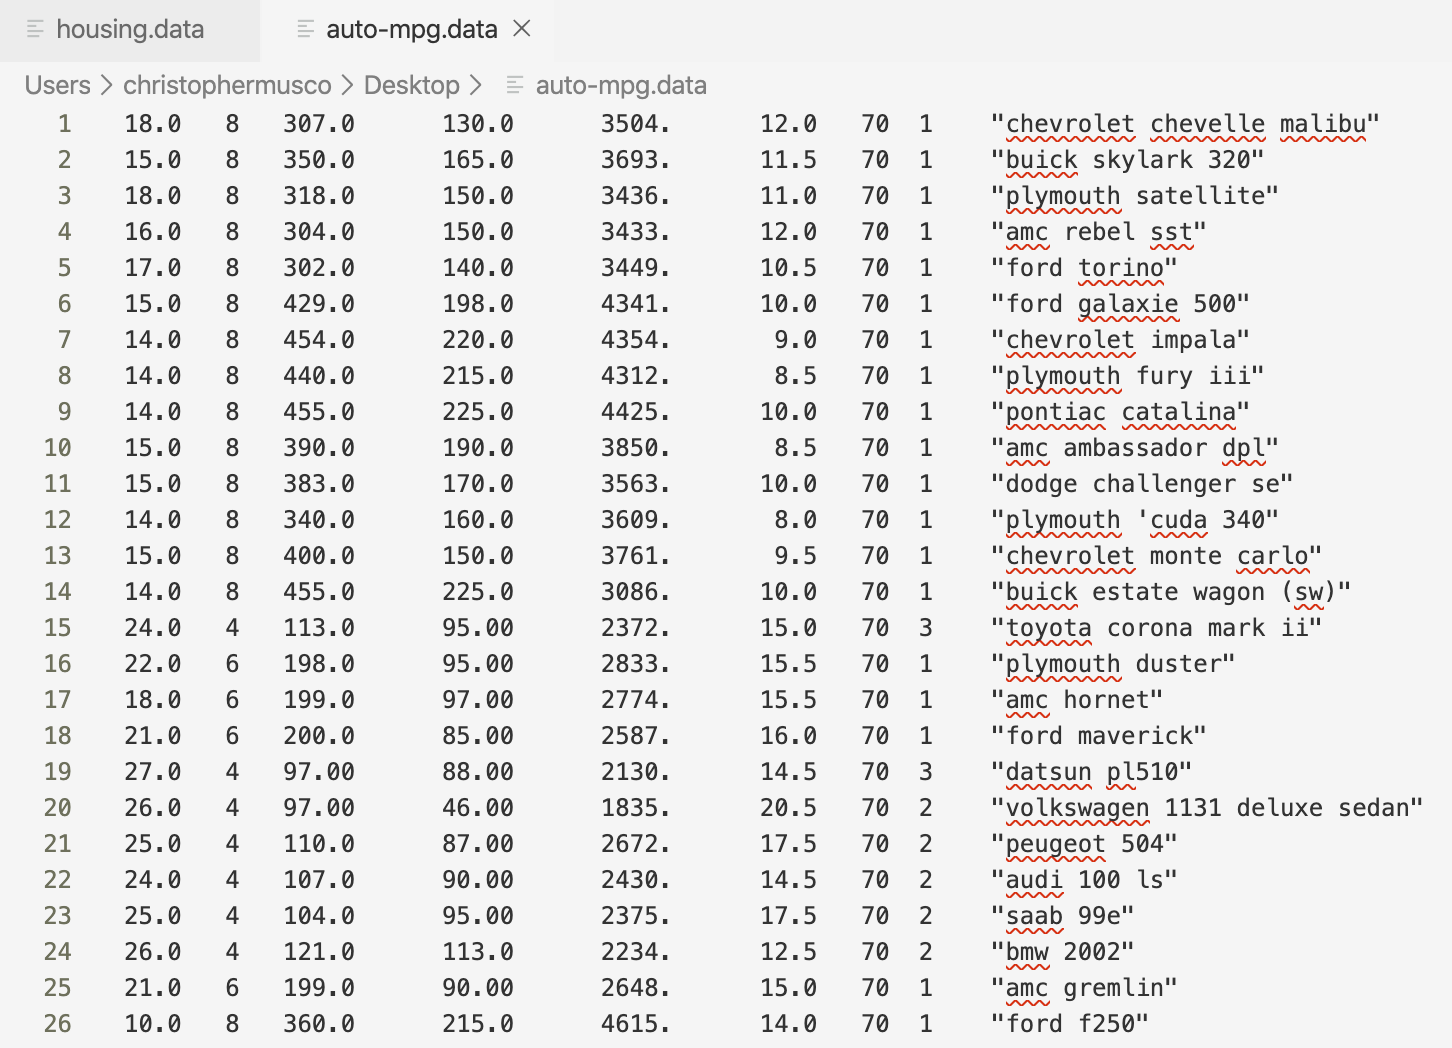 housing.data auto-mpg.data
Users > christophermusco > Desktop > auto-mpg.data
1 18.0 8 307.0 130.0 3504. 12.0 70 1 "chevrolet chevelle malibu"
2 15.0 8 350.0 165.0 3693. 11.5 70 1 "buick skylark 320"
3 18.0 8 318.0 150.0 3436. 11.0 70 1 "plymouth satellite"
4 16.0 8 304.0 150.0 3433. 12.0 70 1 "amc rebel sst"
5 17.0 8 302.0 140.0 3449. 10.5 70 1 "ford torino"
6 15.0 8 429.0 198.0 4341. 10.0 70 1 "ford galaxie 500"
7 14.0 8 454.0 220.0 4354. 9.0 70 1 "chevrolet impala"
8 14.0 8 440.0 215.0 4312. 8.5 70 1 "plymouth fury iii"
9 14.0 8 455.0 225.0 4425. 10.0 70 1 "pontiac catalina"
10 15.0 8 390.0 190.0 3850. 8.5 70 1 "amc ambassador dpl"
11 15.0 8 383.0 170.0 3563. 10.0 70 1 "dodge challenger se"
12 14.0 8 340.0 160.0 3609. 8.0 70 1 "plymouth 'cuda 340"
13 15.0 8 400.0 150.0 3761. 9.5 70 1 "chevrolet monte carlo"
14 14.0 8 455.0 225.0 3086. 10.0 70 1 "buick estate wagon (sw)"
15 24.0 4 113.0 95.00 2372. 15.0 70 3 "toyota corona mark ii"
16 22.0 6 198.0 95.00 2833. 15.5 70 1 "plymouth duster"
17 18.0 6 199.0 97.00 2774. 15.5 70 1 "amc hornet"
18 21.0 6 200.0 85.00 2587. 16.0 70 1 "ford maverick"
19 27.0 4 97.00 88.00 2130. 14.5 70 3 "datsun pl510"
20 26.0 4 97.00 46.00 1835. 20.5 70 2 "volkswagen 1131 deluxe sedan"
21 25.0 4 110.0 87.00 2672. 17.5 70 2 "peugeot 504"
22 24.0 4 107.0 90.00 2430. 14.5 70 2 "audi 100 ls"
23 25.0 4 104.0 95.00 2375. 17.5 70 2 "saab 99e"
24 26.0 4 121.0 113.0 2234. 12.5 70 2 "bmw 2002"
25 21.0 6 199.0 90.00 2648. 15.0 70 1 "amc gremlin"
26 10.0 8 360.0 215.0 4615. 14.0 70 1 "ford f250"